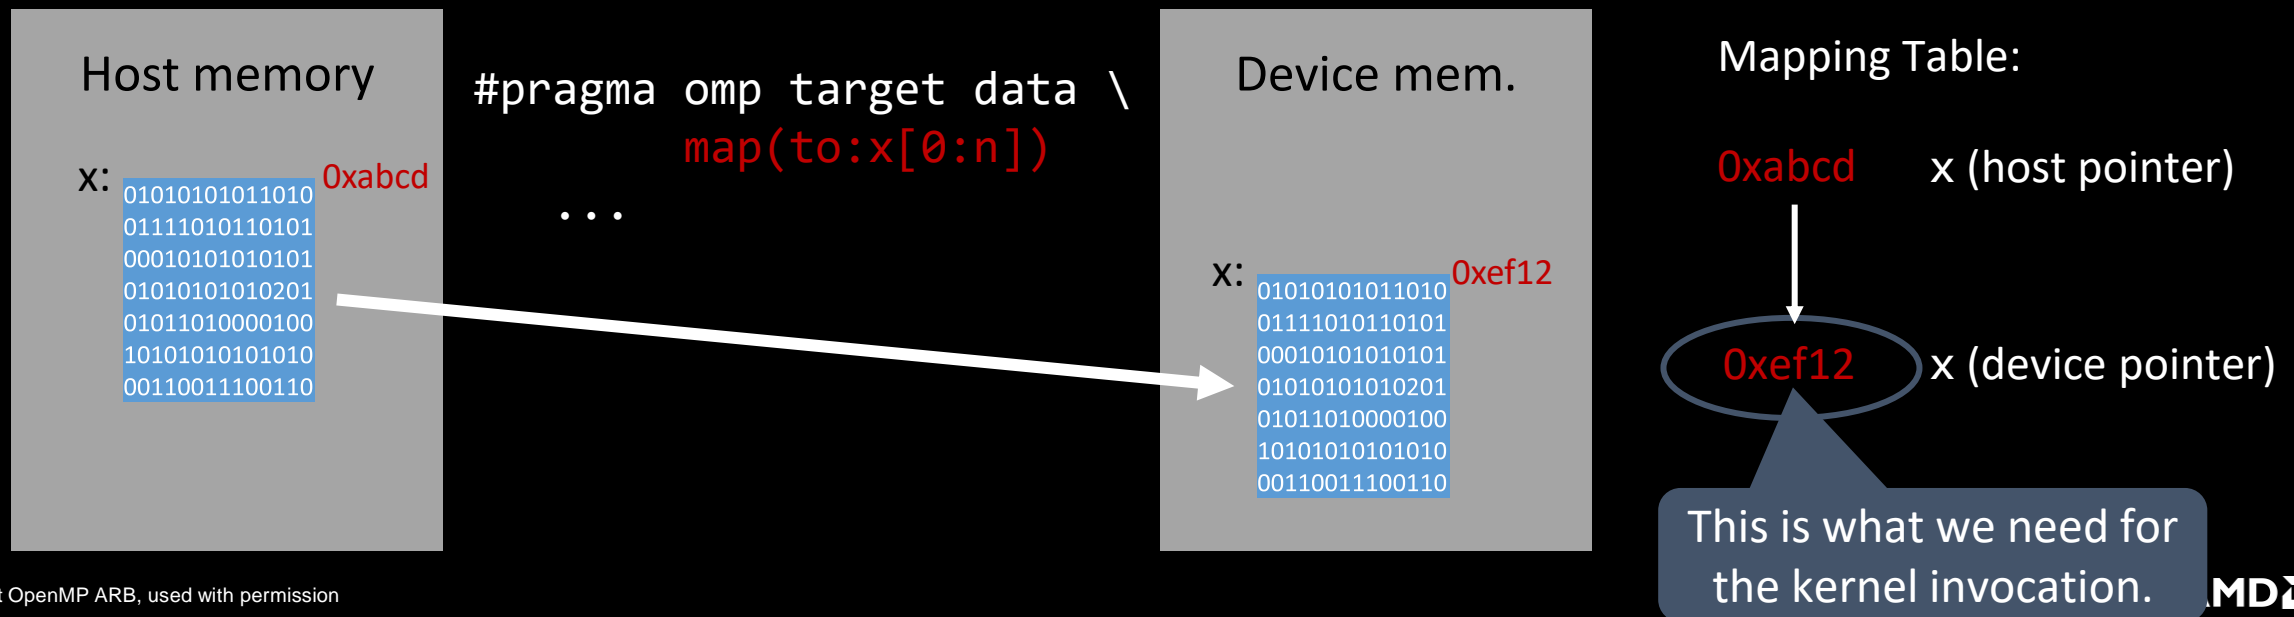 Host memory
x: 0xabcd
01010101011010
01111010110101
00010101010101
01010101010201
01011010000100
10101010101010
00110011100110
#pragma omp target data \
map(to:x[0:n])
...
Device mem.
x: 0xef12
01010101011010
01111010110101
00010101010101
01010101010201
01011010000100
10101010101010
00110011100110
Mapping Table:
0xabcd x (host pointer)
0xef12 x (device pointer)
This is what we need for
the kernel invocation.
t OpenMP ARB, used with permission
MD